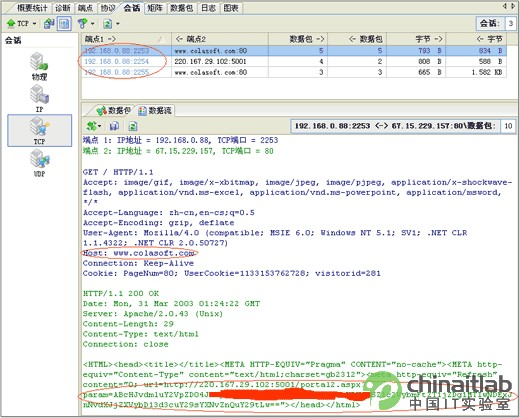 概要统计 诊断 端点 协议 会话 矩阵 数据包 日志 图表
TCP 会话: 3
会话
物理
IP
TCP
UDP
端点1 -> <- 端点2 数据包 -> <- 数据包 字节 -> <- 字节
192.168.0.88:2253 www.colasoft.com:80 5 5 793 B 834 B
192.168.0.88:2254 220.167.29.102:5001 4 2 808 B 588 B
192.168.0.88:2255 www.colasoft.com:80 3 3 665 B 1.582 KB
数据包 数据流
192.168.0.88:2253 <-> 67.15.229.157:80\数据包: 10
端点 1: IP地址 = 192.168.0.88, TCP端口 = 2253
端点 2: IP地址 = 67.15.229.157, TCP端口 = 80
GET / HTTP/1.1
Accept: image/gif, image/x-xbitmap, image/jpeg, image/pjpeg, application/x-shockwave-
flash, application/vnd.ms-excel, application/vnd.ms-powerpoint, application/msword,
*/*
Accept-Language: zh-cn,en-cs;q=0.5
Accept-Encoding: gzip, deflate
User-Agent: Mozilla/4.0 (compatible; MSIE 6.0; Windows NT 5.1; SV1; .NET CLR
1.1.4322; .NET CLR 2.0.50727)
Host: www.colasoft.com
Connection: Keep-Alive
Cookie: PageNum=80; UserCookie=1133153762728; visitorid=281
HTTP/1.1 200 OK
Date: Mon, 31 Mar 2003 01:24:22 GMT
Server: Apache/2.0.43 (Unix)
Content-Length: 29
Content-Type: text/html
Connection: close
<HTML><head><title></title><META HTTP-EQUIV="Pragma" CONTENT="no-cache"><META http-
equiv="Content-Type" content="text/html;charset=gb2312"><meta http-equiv="Refresh"
content="0; url=http://220.167.29.102:5001/portal2.aspx?
></head></html>
chinaitlab
中国IT实验室